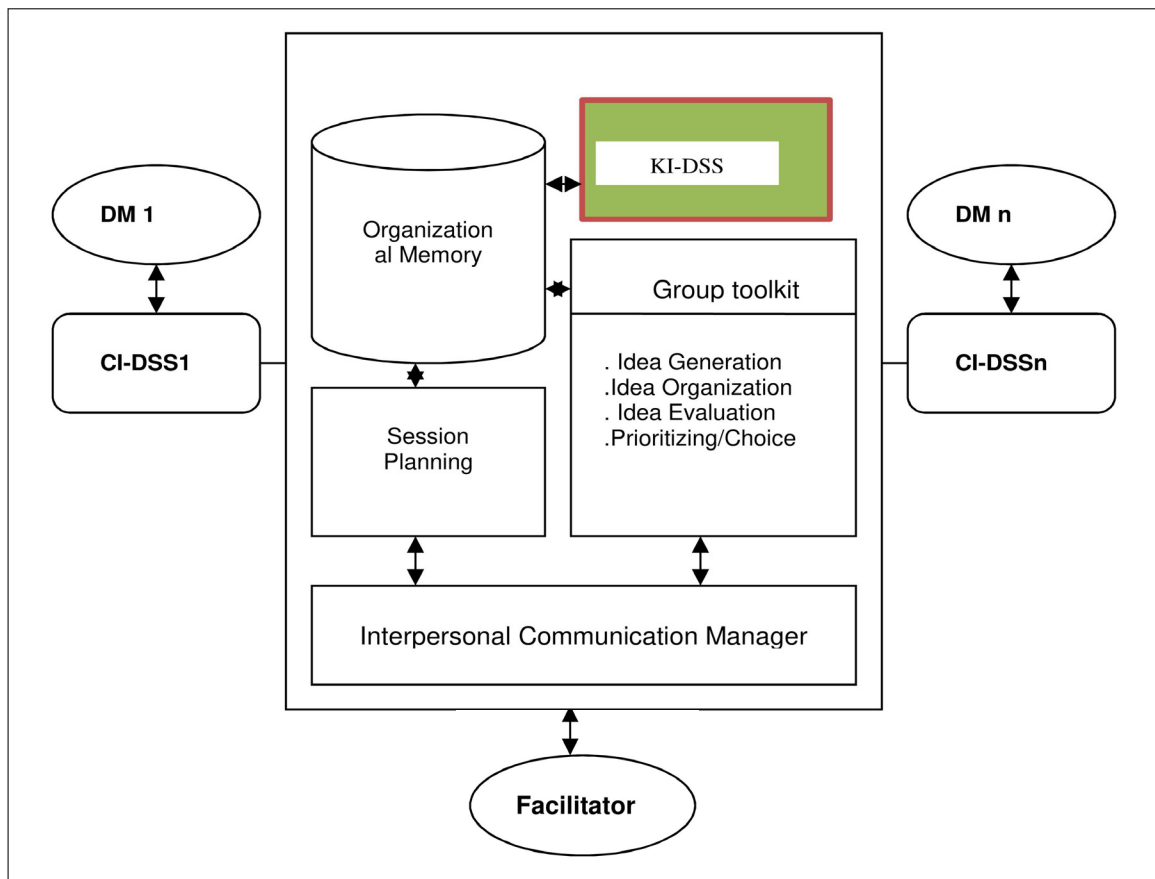 KI-DSS
DM 1
DM n
Organization
al Memory
Group toolkit
CI-DSS1
CI-DSSn
. Idea Generation
.Idea Organization
. Idea Evaluation
.Prioritizing/Choice
Session
Planning
Interpersonal Communication Manager
Facilitator